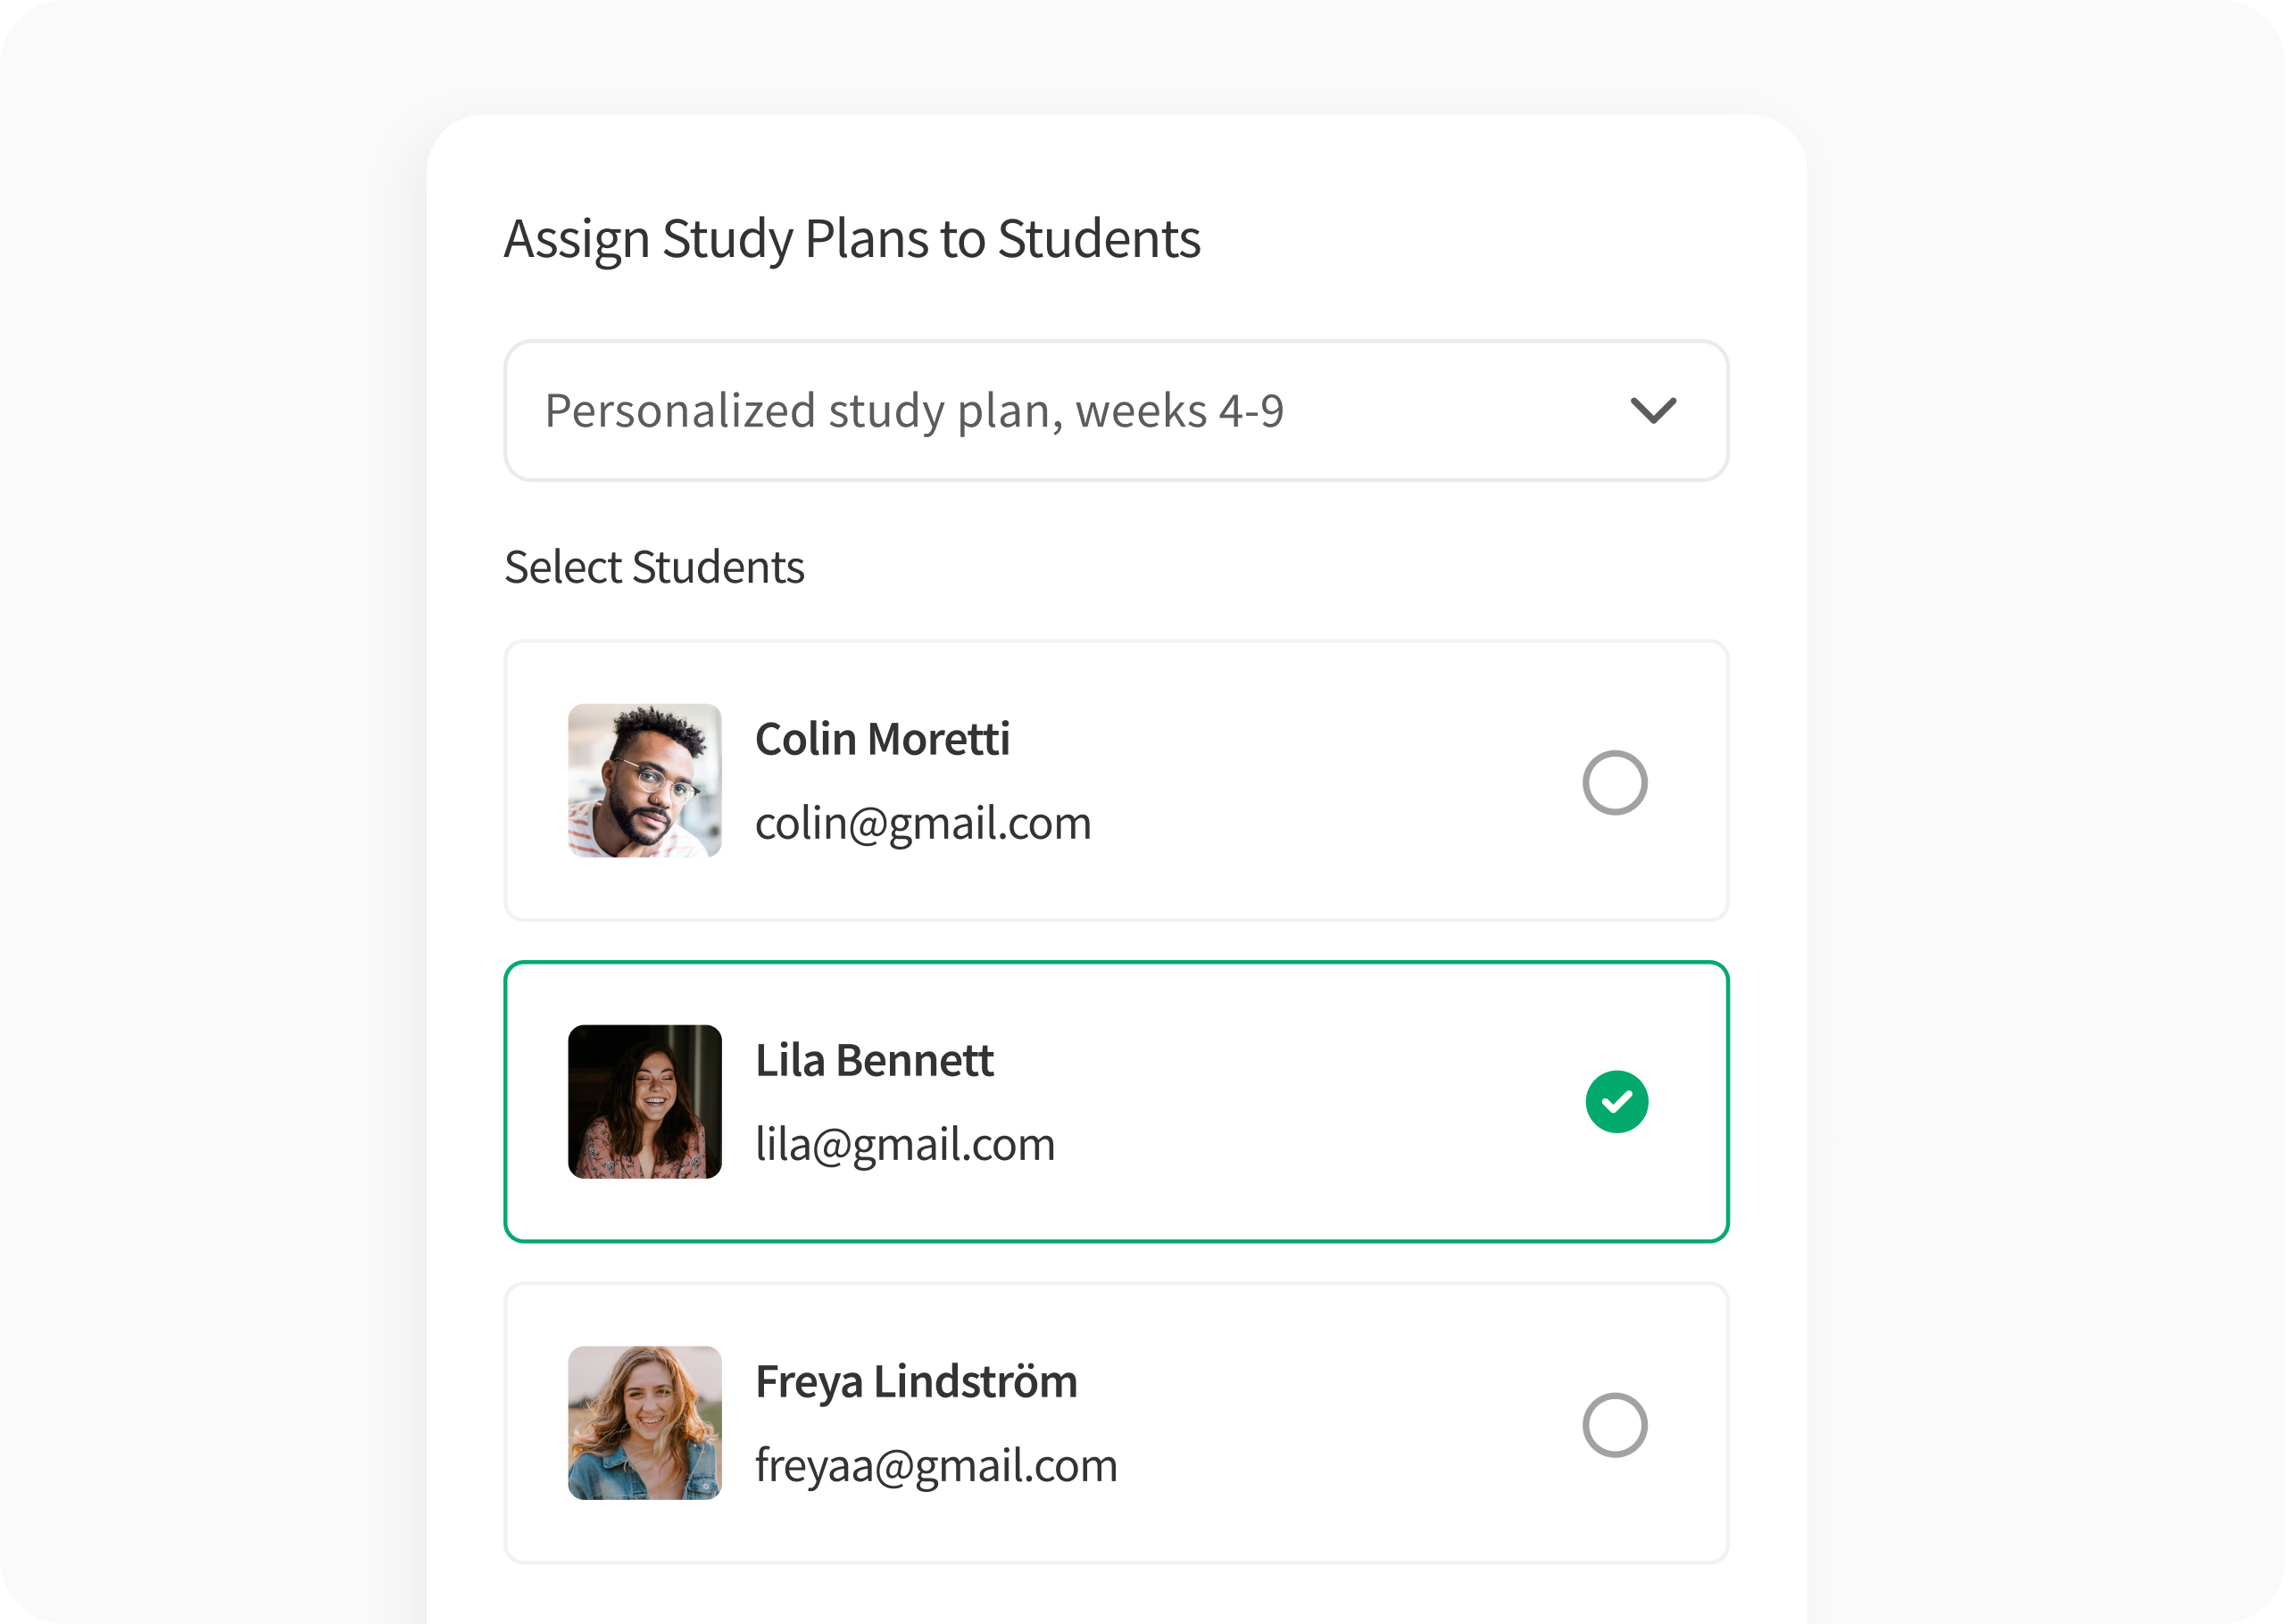 Assign Study Plans to Students
Personalized study plan, weeks 4-9
Select Students
Colin Moretti
colin@gmail.com
Lila Bennett
lila@gmail.com
Freya Lindström
freyaa@gmail.com